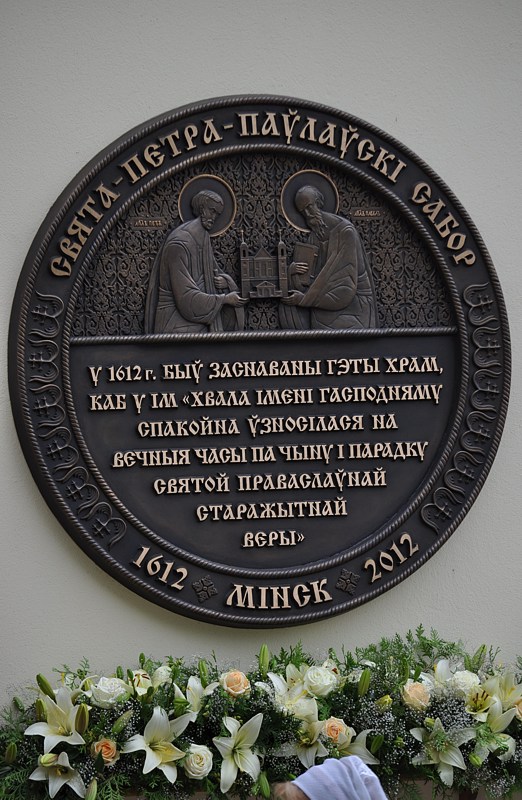 СВЯТА-ПЕТРА-ПАЎЛАЎСКІ САБОР
У 1612 г. БЫЎ ЗАСНАВАНЫ ГЭТЫ ХРАМ,
КАБ У ІМ «ХВАЛА ІМЕНІ ГАСПОДНЯМУ
СПАКОЙНА ЎЗНОСІЛАСЯ НА
ВЕЧНЫЯ ЧАСЫ ПА ЧЫНУ І ПАРАДКУ
СВЯТОЙ ПРАВАСЛАЎНАЙ
СТАРАЖЫТНАЙ
ВЕРЫ»
1612 МІНСК 2012